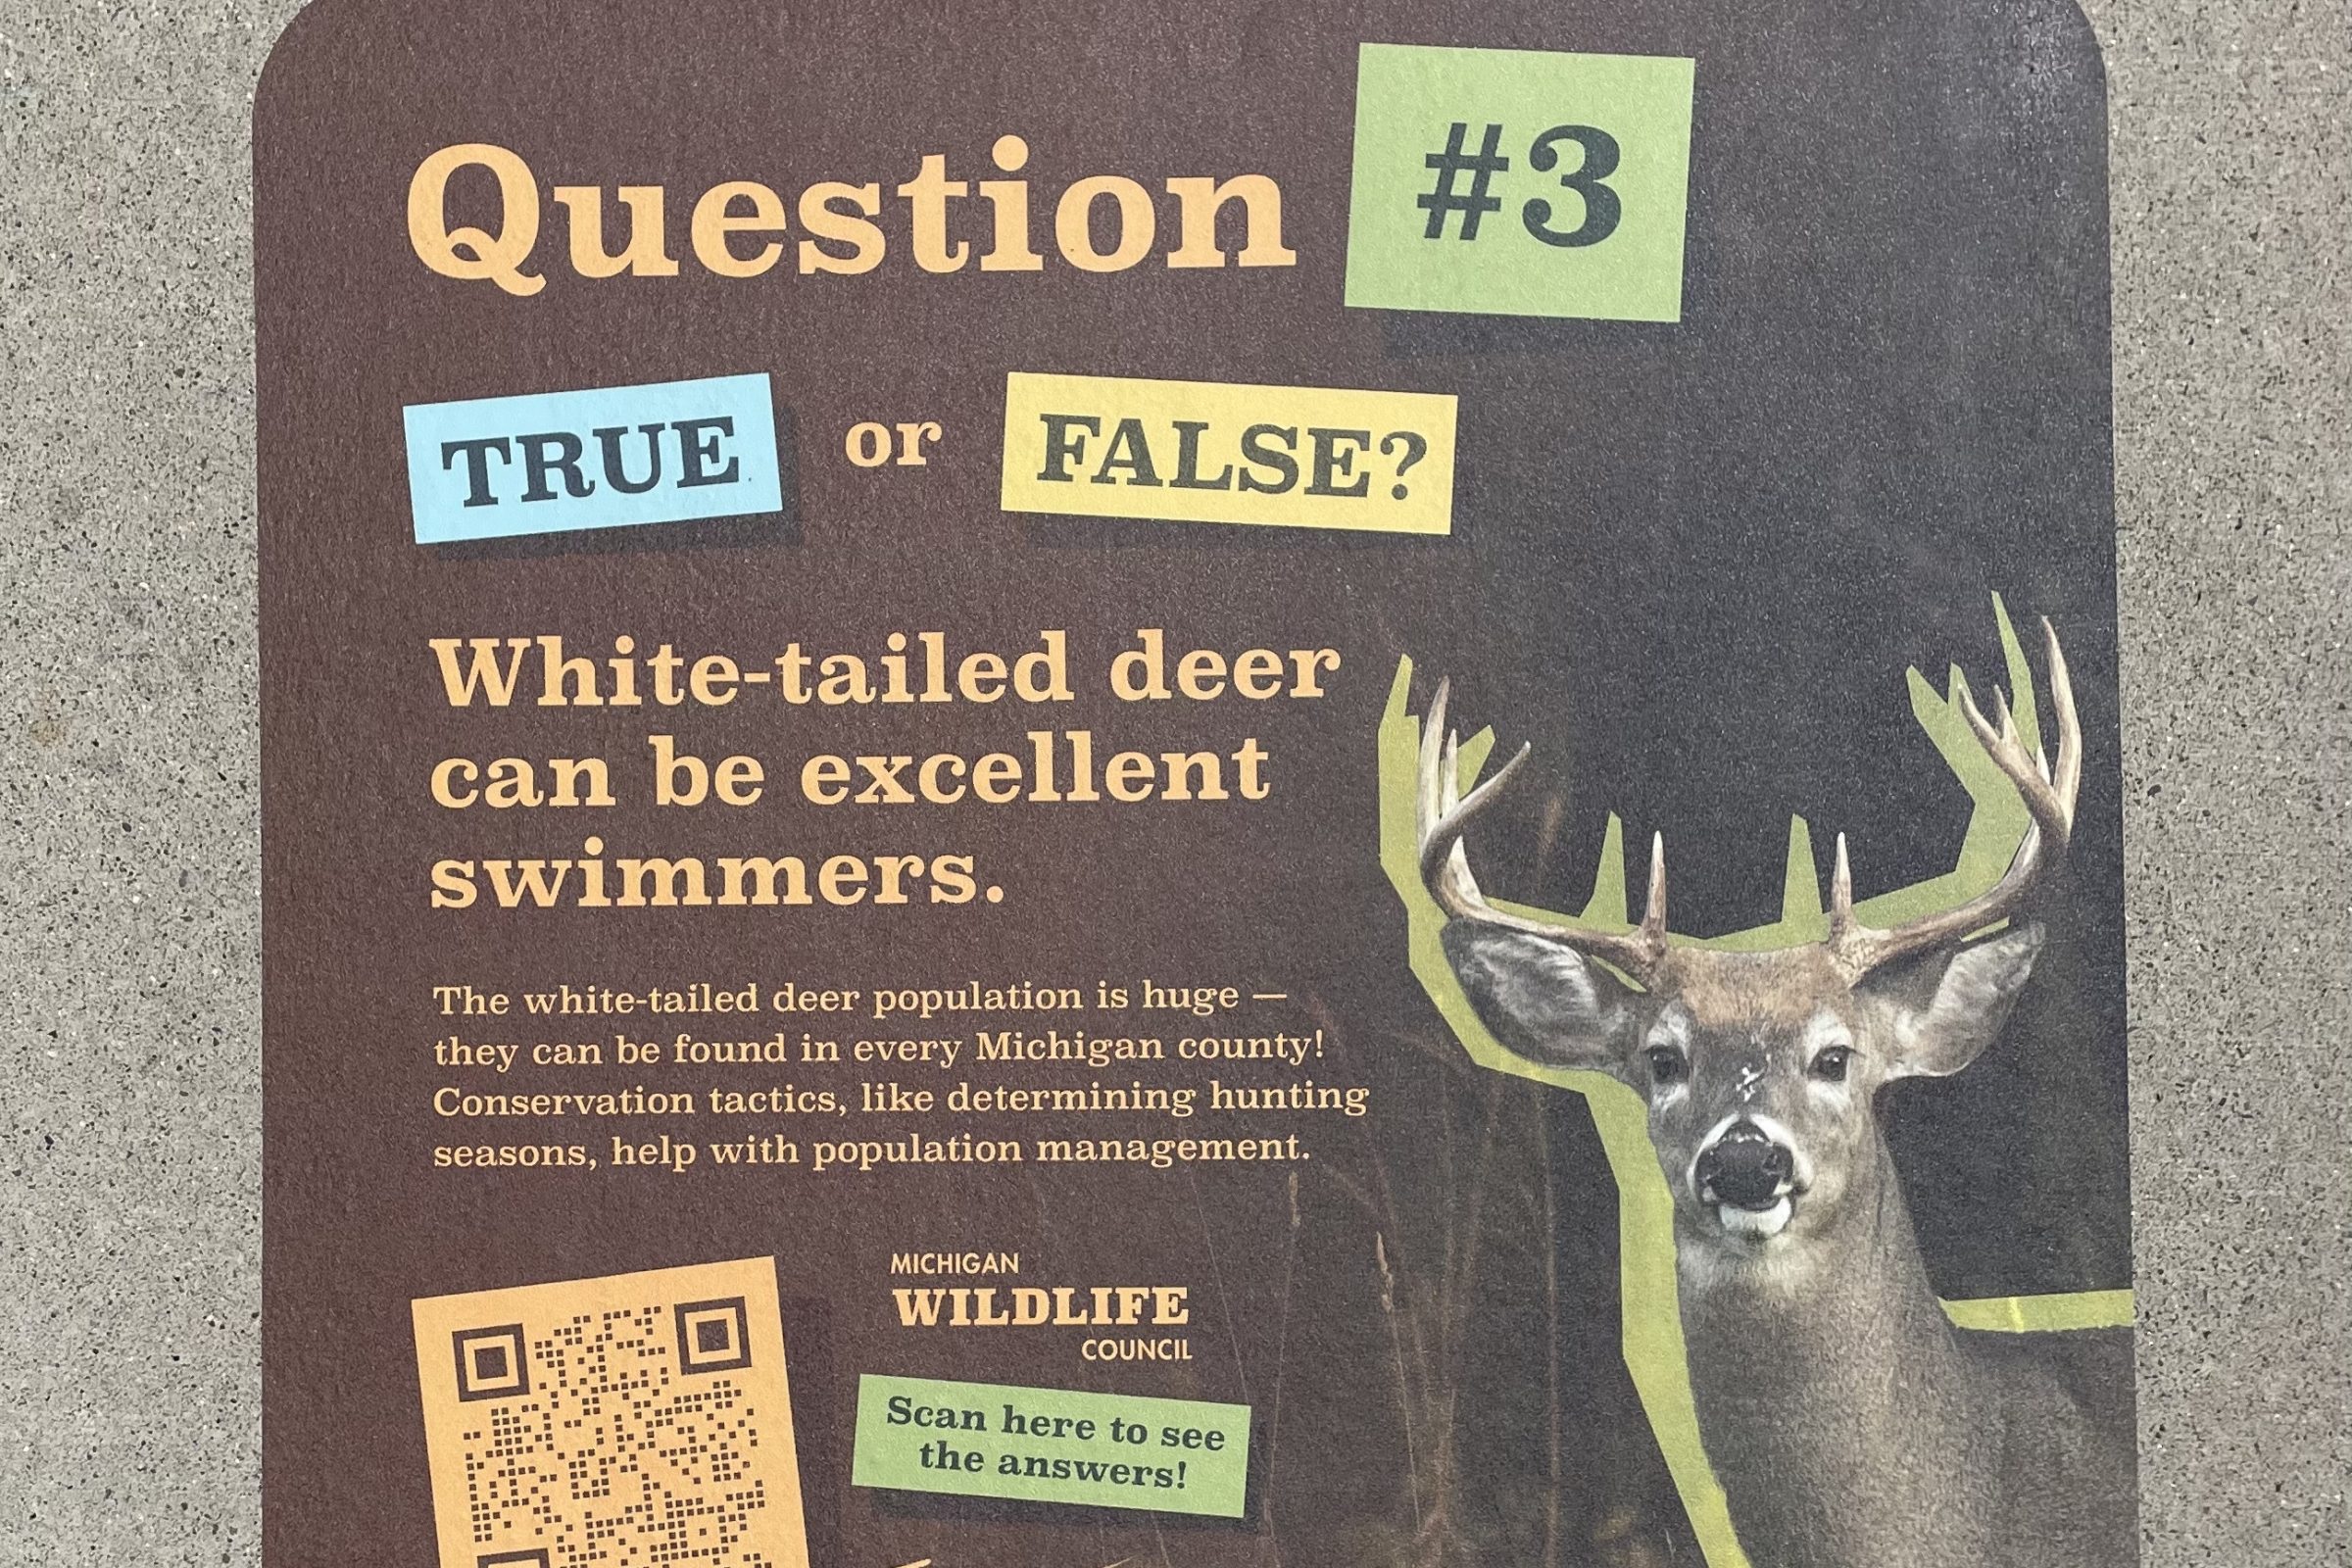 Question #3
TRUE or FALSE?
White-tailed deer
can be excellent
swimmers.
The white-tailed deer population is huge —
they can be found in every Michigan county!
Conservation tactics, like determining hunting
seasons, help with population management.
MICHIGAN
WILDLIFE
COUNCIL
Scan here to see
the answers!